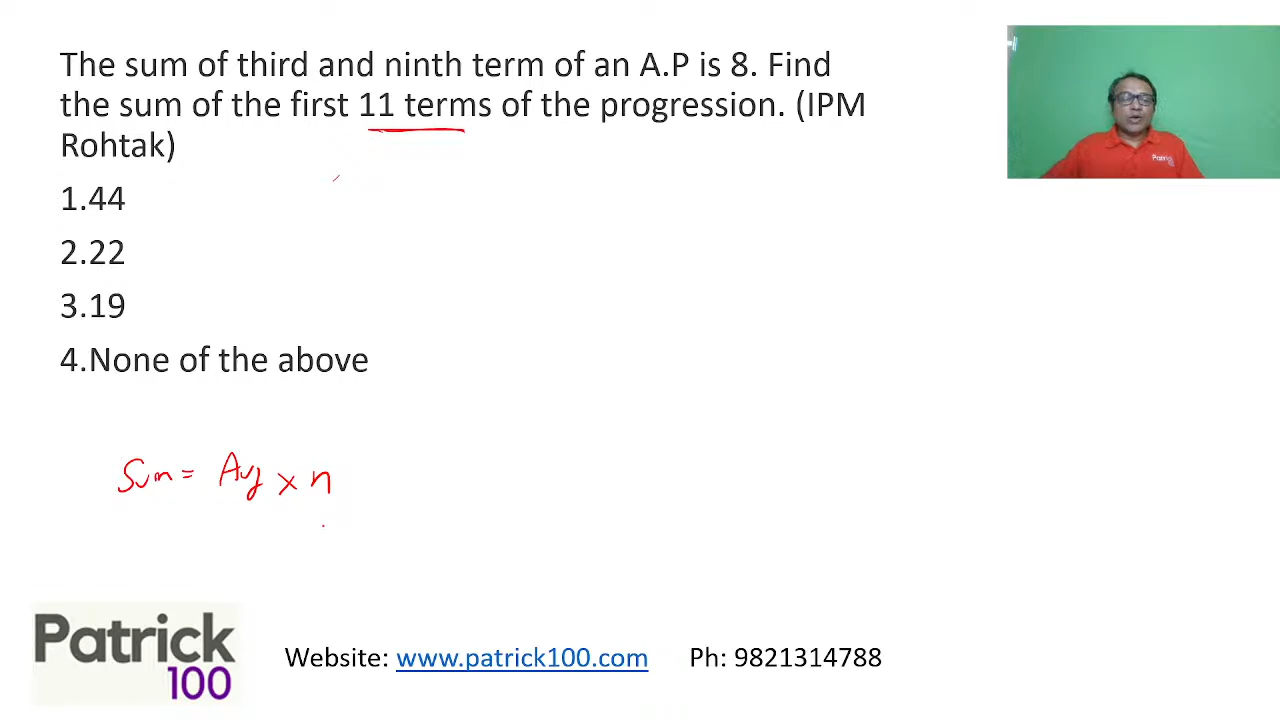 The sum of third and ninth term of an A.P is 8. Find
the sum of the first 11 terms of the progression. (IPM
Rohtak)
1.44
2.22
3.19
4.None of the above
Sum = Avg × n
Patrick
100
Website: www.patrick100.com Ph: 9821314788
Patrick
100